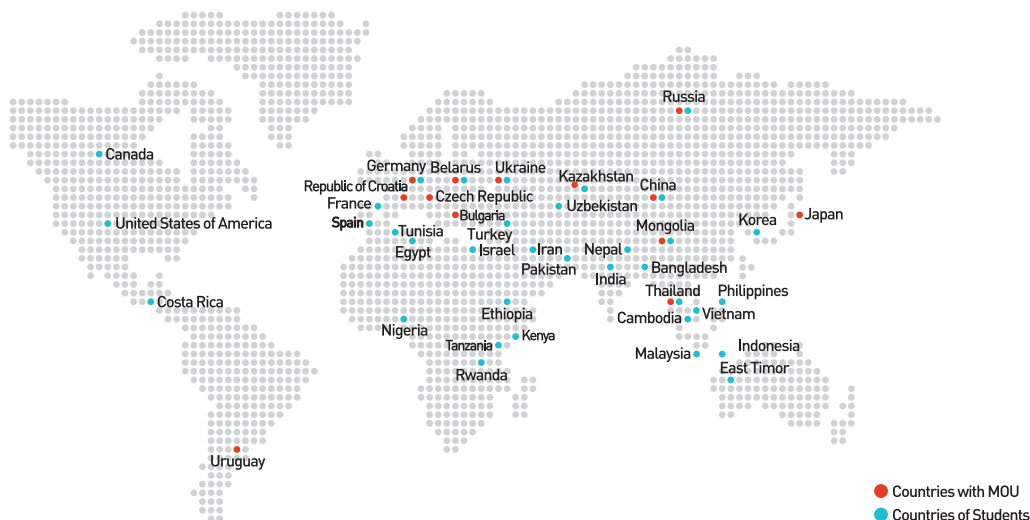 Russia
Canada
Germany
Belarus
Ukraine
Kazakhstan
China
Republic of Croatia
Czech Republic
France
Uzbekistan
Bulgaria
Japan
Spain
United States of America
Korea
Mongolia
Tunisia
Turkey
Egypt
Israel
Iran
Nepal
Pakistan
Bangladesh
India
Thailand
Philippines
Costa Rica
Ethiopia
Vietnam
Cambodia
Nigeria
Kenya
Tanzania
Indonesia
Malaysia
East Timor
Rwanda
Uruguay
Countries with MOU
Countries of Students